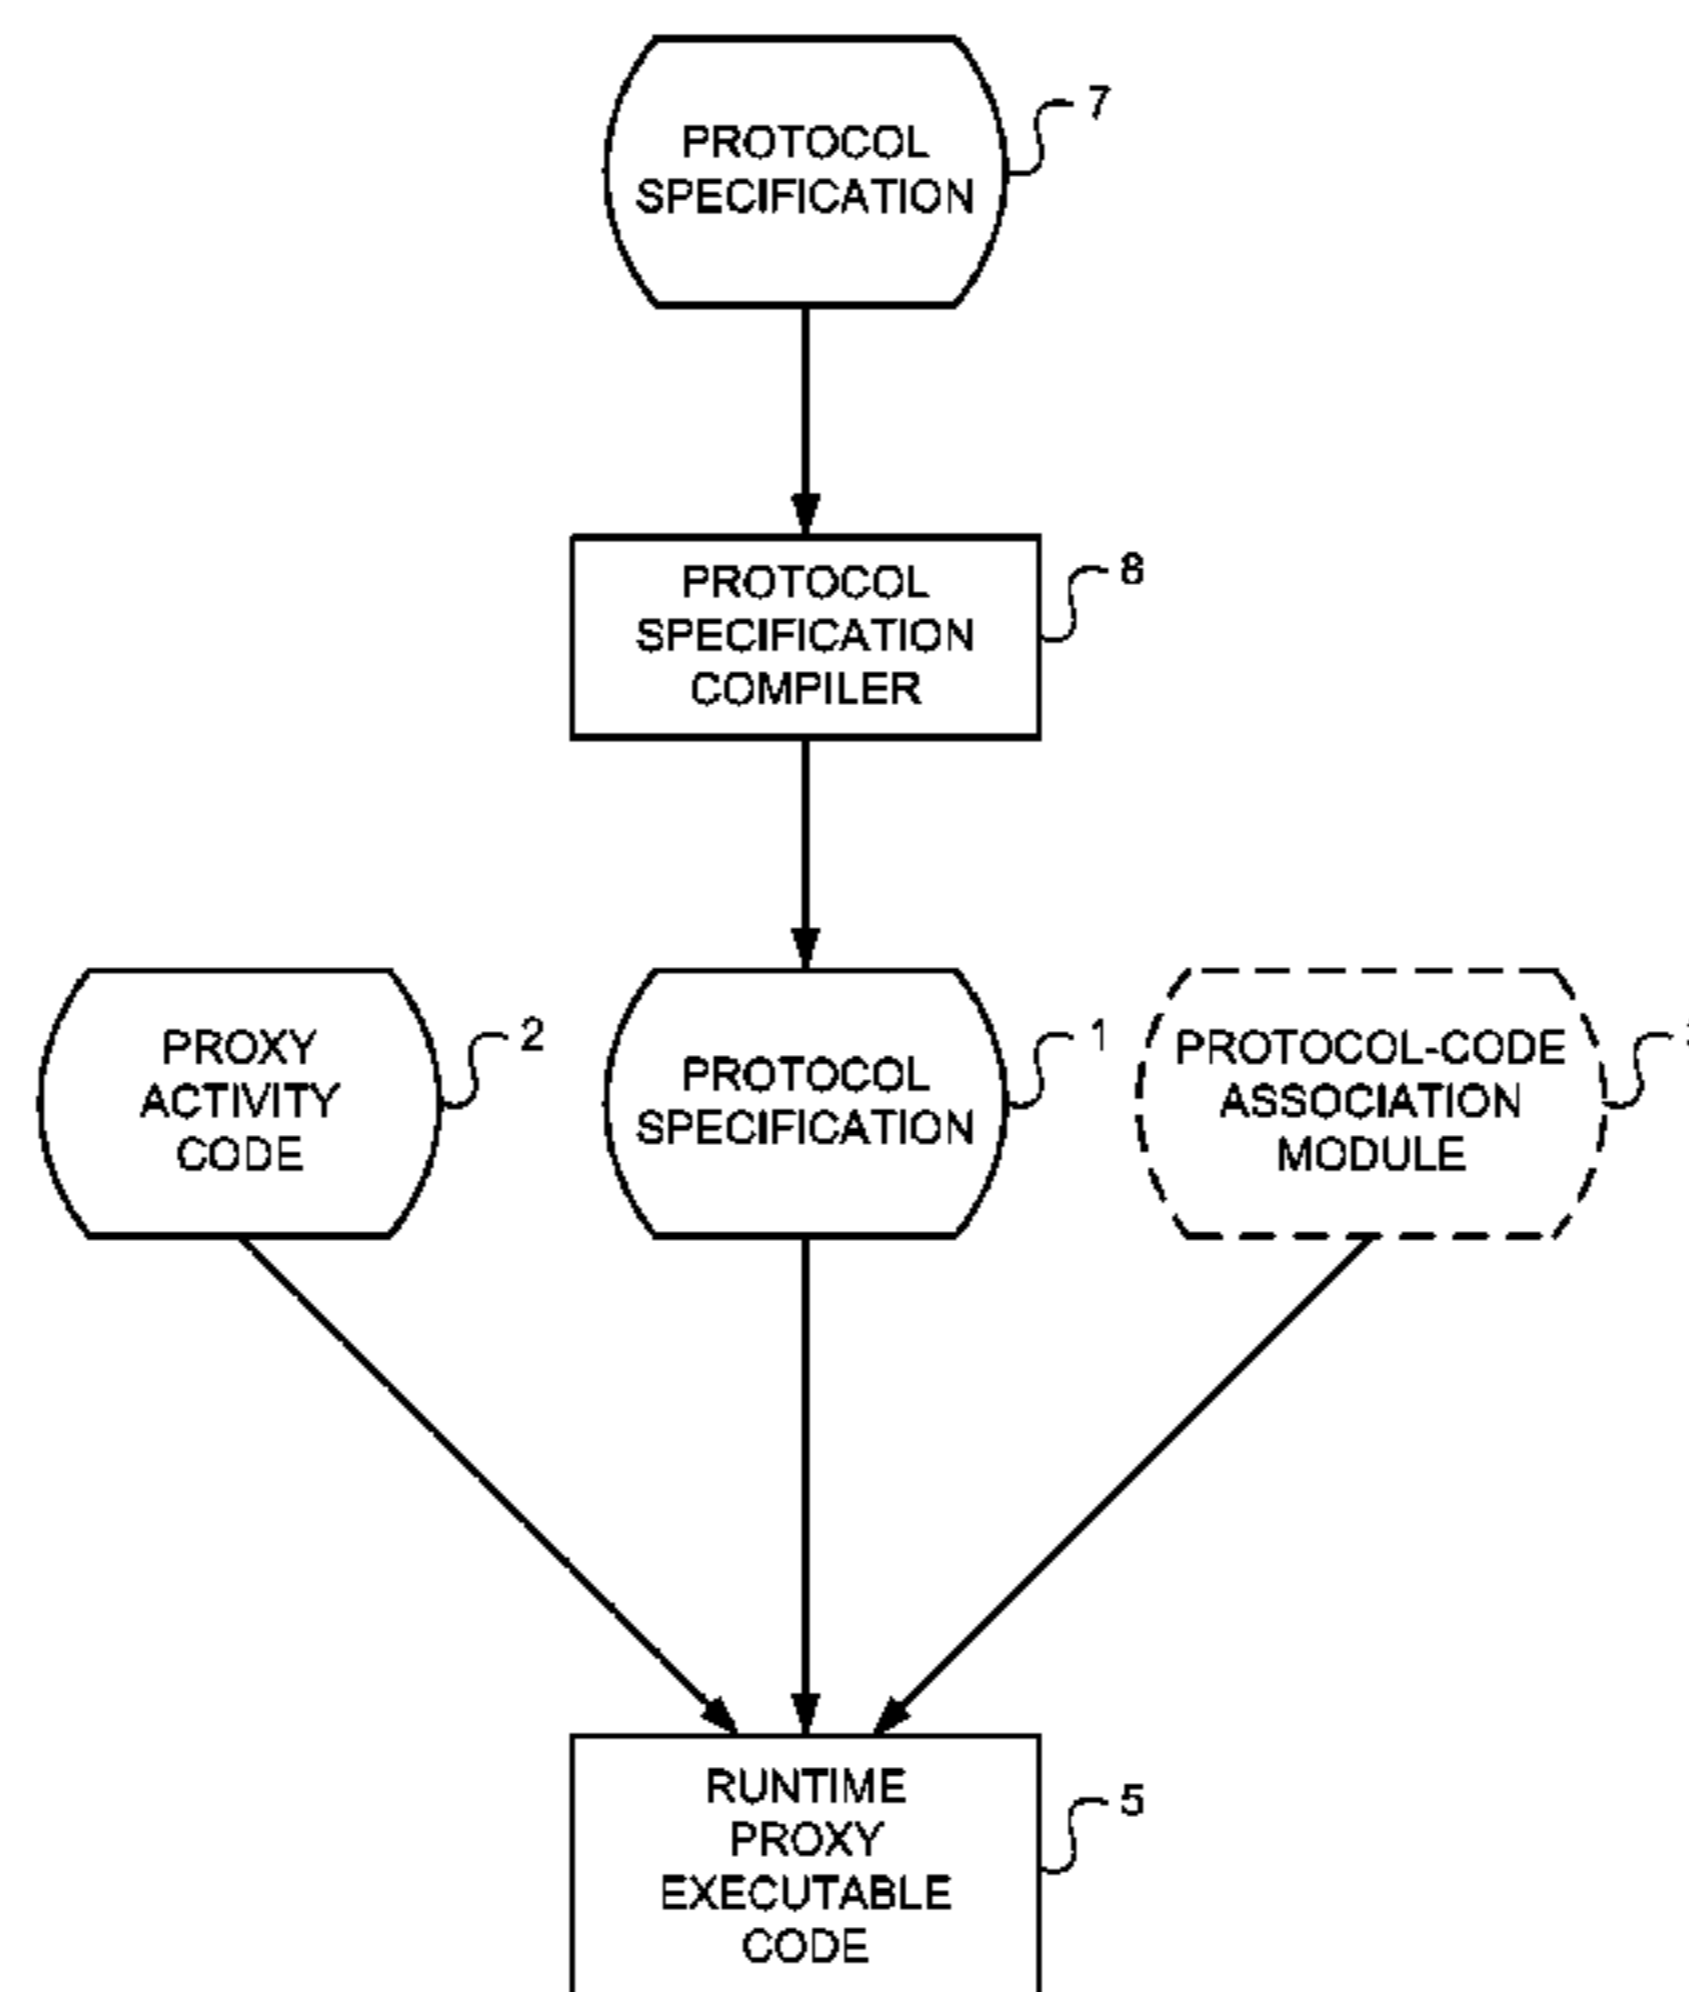 PROTOCOL
SPECIFICATION
7
PROTOCOL
SPECIFICATION
COMPILER
8
PROXY
ACTIVITY
CODE
2
PROTOCOL
SPECIFICATION
1
PROTOCOL-CODE
ASSOCIATION
MODULE
RUNTIME
PROXY
EXECUTABLE
CODE
5